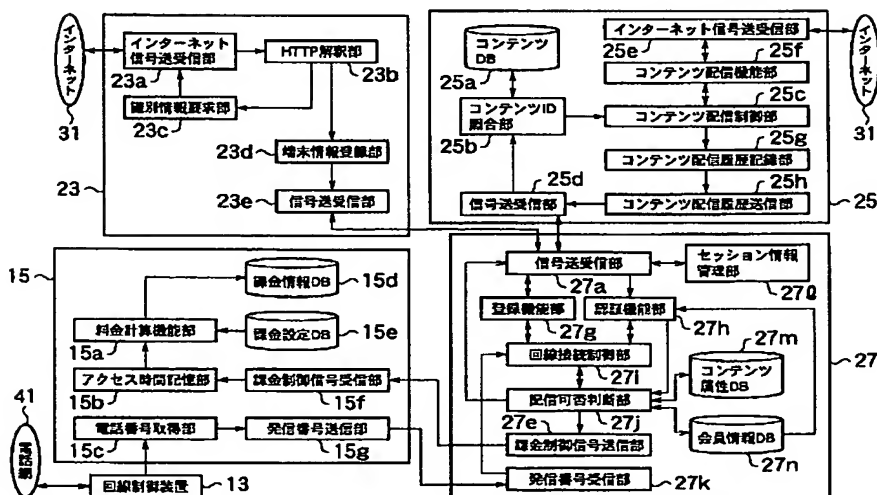 インターネット
31
インターネット
信号送受信部
23a
HTTP解釈部
23b
識別情報要求部
23c
端末情報登録部
23d
信号送受信部
23e
23
コンテンツ
DB
25a
コンテンツID
照合部
25b
信号送受信部
25d
インターネット信号送受信部
25e
コンテンツ配信機能部
25f
コンテンツ配信制御部
25c
コンテンツ配信履歴記録部
25g
コンテンツ配信履歴送信部
25h
25
インターネット
31
15
課金情報DB
15d
料金計算機能部
15a
課金設定DB
15e
アクセス時間記憶部
15b
課金制御信号受信部
15f
電話番号取得部
15c
発信番号送信部
15g
41
回線制御装置
13
信号送受信部
27a
セッション情報
管理部
27ℓ
登録機能部
27g
認証機能部
27h
回線接続制御部
27i
配信可否判断部
27j
コンテンツ
属性DB
27m
課金制御信号送信部
27e
会員情報DB
27n
発信番号受信部
27k
27